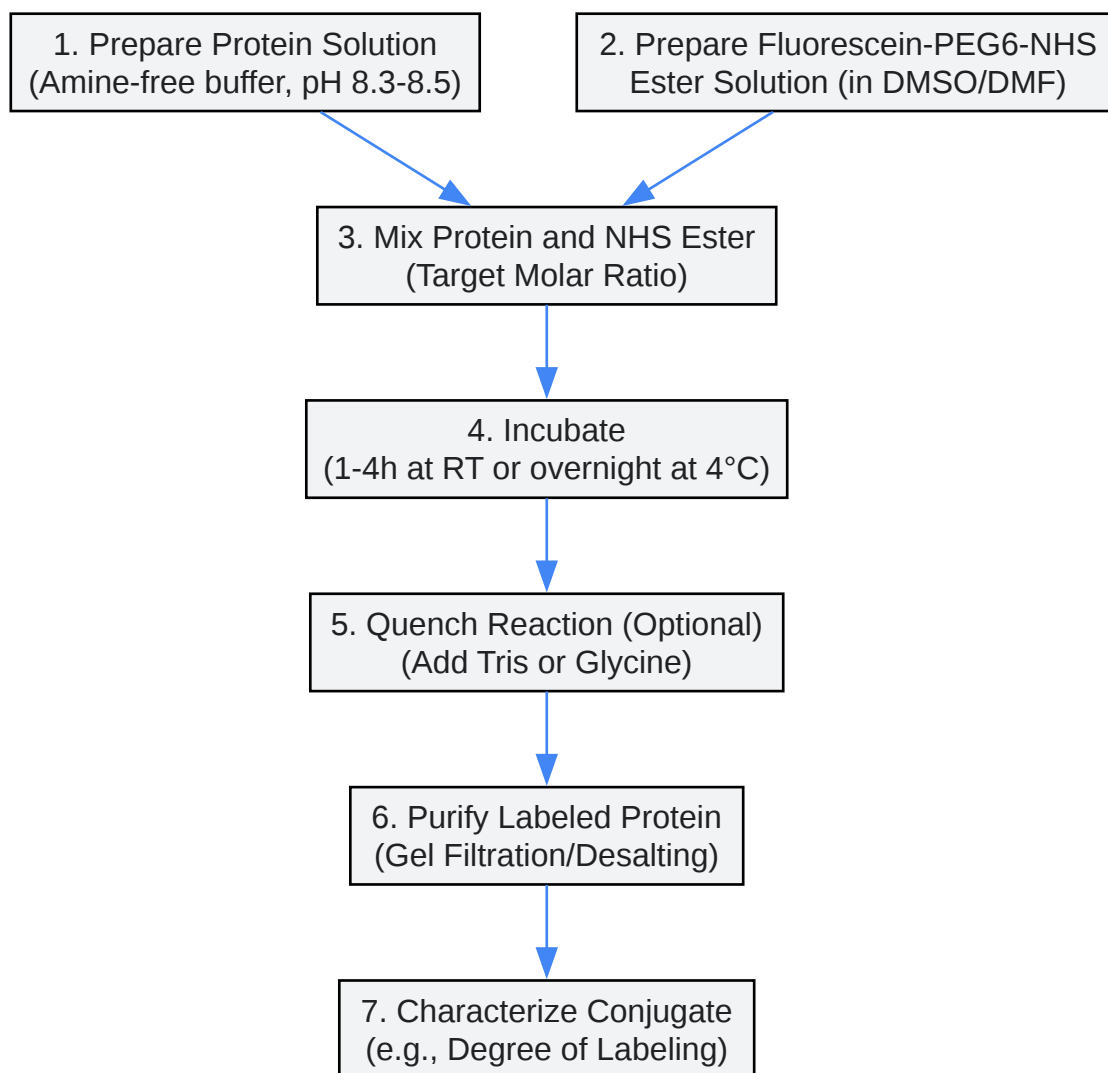 1. Prepare Protein Solution
(Amine-free buffer, pH 8.3-8.5)
2. Prepare Fluorescein-PEG6-NHS
Ester Solution (in DMSO/DMF)
3. Mix Protein and NHS Ester
(Target Molar Ratio)
4. Incubate
(1-4h at RT or overnight at 4°C)
5. Quench Reaction (Optional)
(Add Tris or Glycine)
6. Purify Labeled Protein
(Gel Filtration/Desalting)
7. Characterize Conjugate
(e.g., Degree of Labeling)